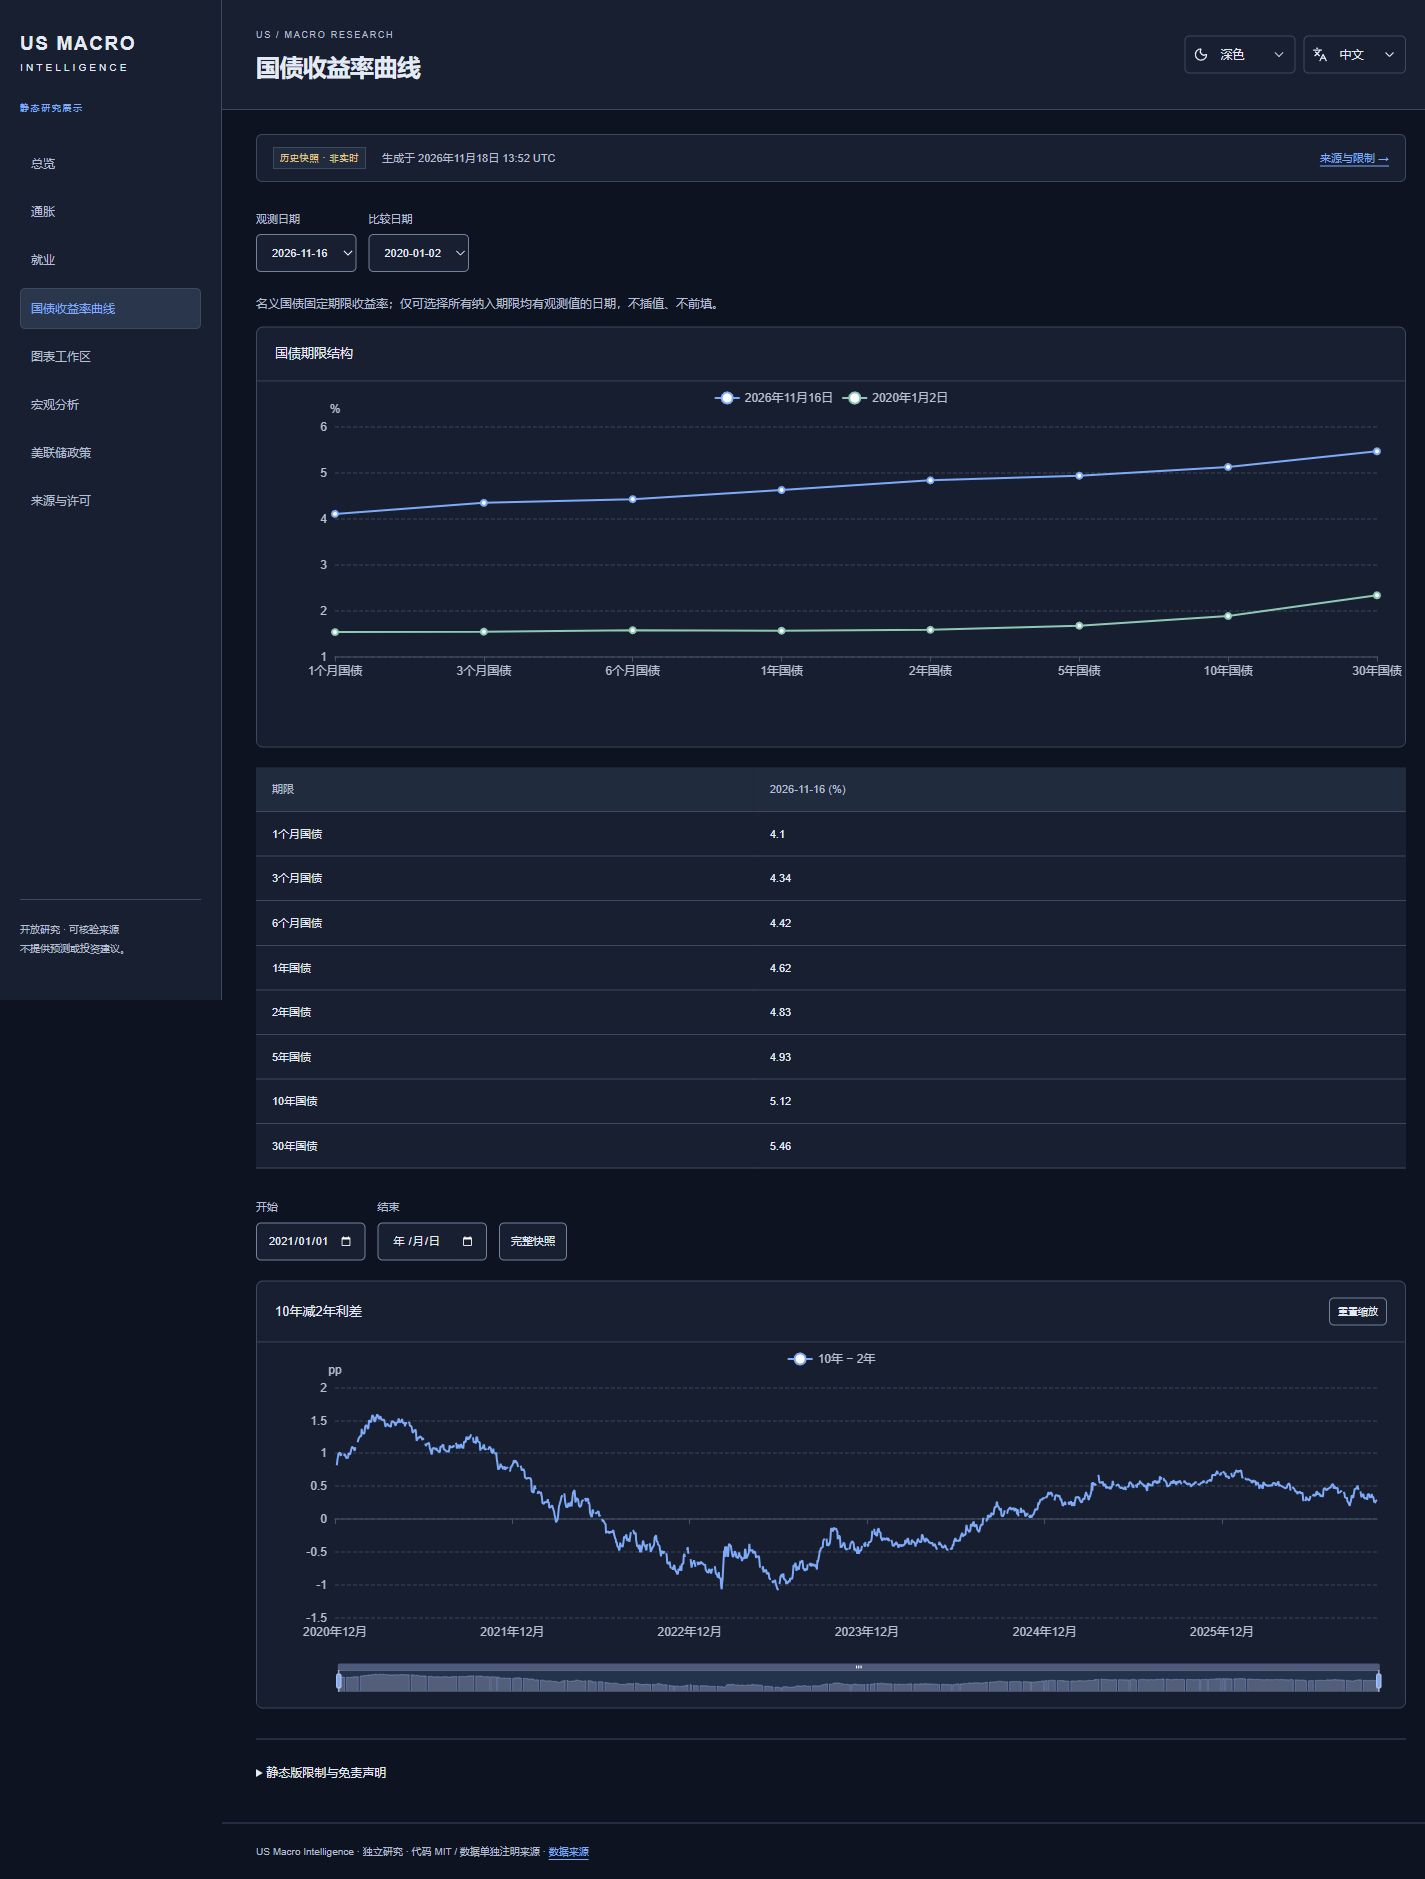 US MACRO
INTELLIGENCE
静态研究展示
总览
通胀
就业
国债收益率曲线
图表工作区
宏观分析
美联储政策
来源与许可
开放研究 · 可核验来源
不提供预测或投资建议。
US / MACRO RESEARCH
国债收益率曲线
深色
中文
历史快照 · 非实时
生成于 2026年11月18日 13:52 UTC
来源与限制 →
观测日期
比较日期
2026-11-16
2020-01-02
名义国债固定期限收益率；仅可选择所有纳入期限均有观测值的日期，不插值、不前填。
国债期限结构
2026年11月16日
2020年1月2日
%
6
5
4
3
2
1
1个月国债
3个月国债
6个月国债
1年国债
2年国债
5年国债
10年国债
30年国债
期限
2026-11-16 (%)
1个月国债
4.1
3个月国债
4.34
6个月国债
4.42
1年国债
4.62
2年国债
4.83
5年国债
4.93
10年国债
5.12
30年国债
5.46
开始
结束
2021/01/01
年 /月/日
完整快照
10年减2年利差
重置缩放
10年 − 2年
pp
2
1.5
1
0.5
0
-0.5
-1
-1.5
2020年12月
2021年12月
2022年12月
2023年12月
2024年12月
2025年12月
静态版限制与免责声明
US Macro Intelligence · 独立研究 · 代码 MIT / 数据单独注明来源 · 数据来源